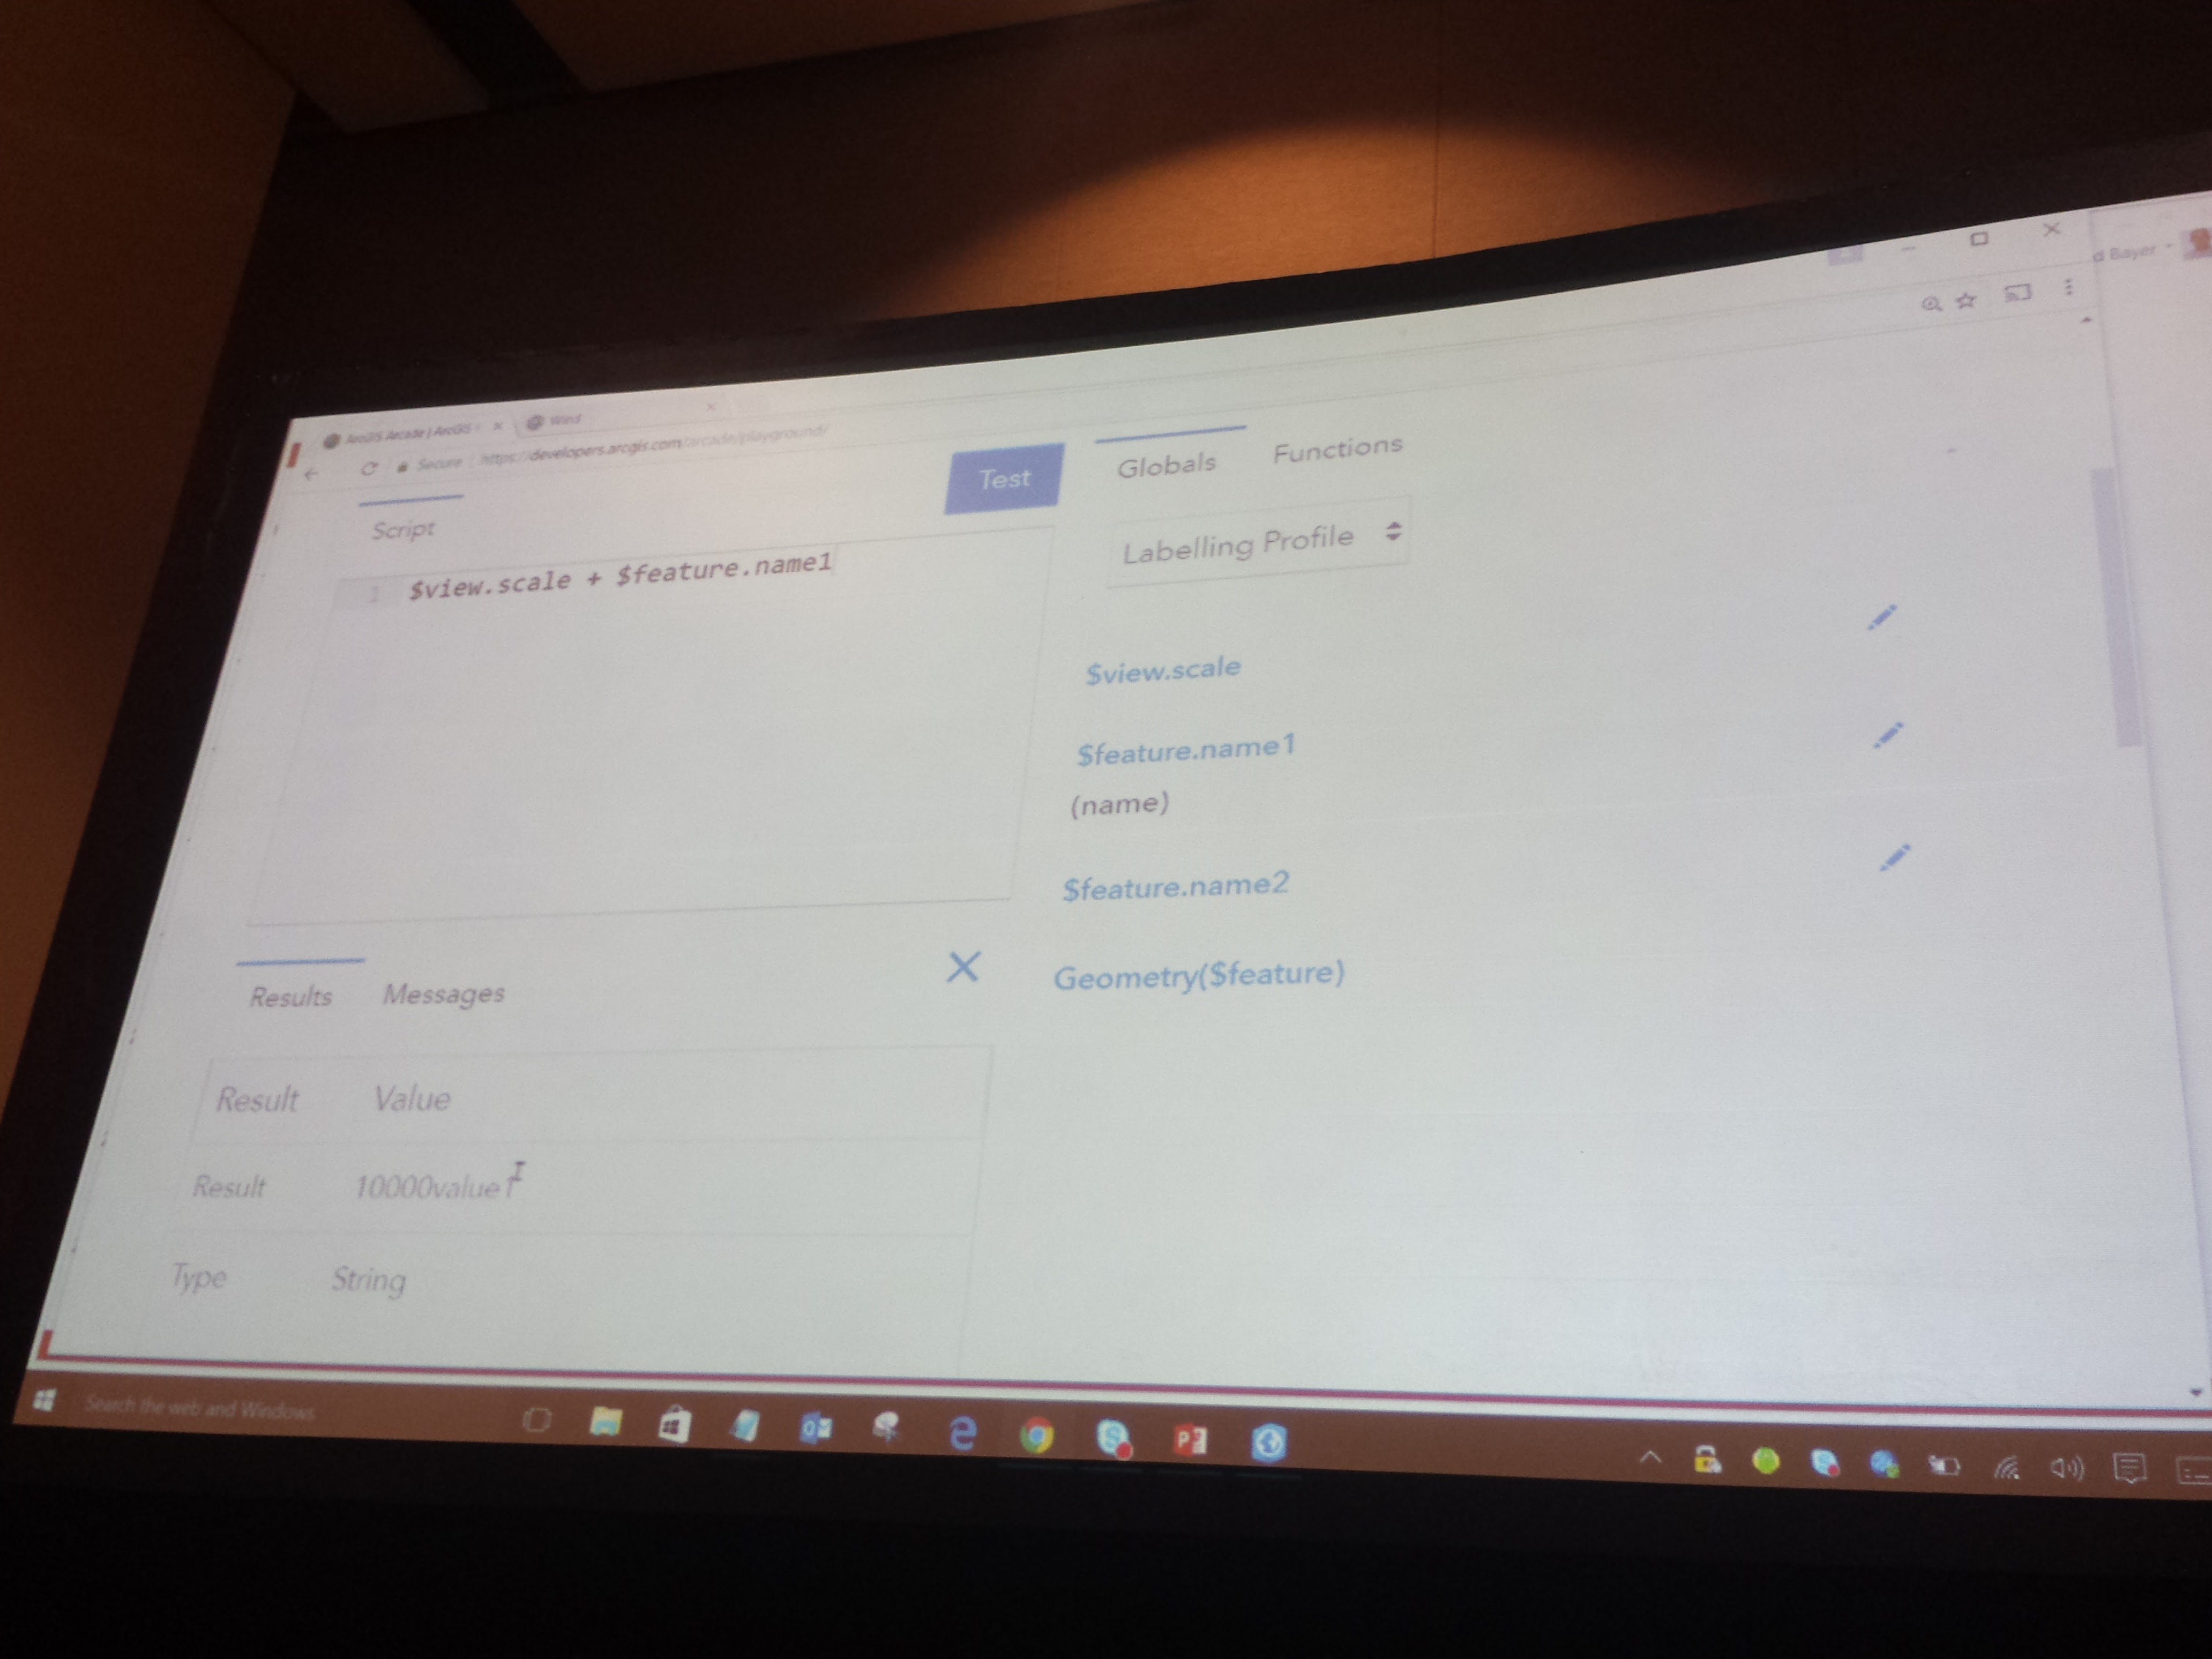 d Bayer
ArcGIS Arcade | ArcGIS
Wind
Secure https://developers.arcgis.com/arcade/playground/
Script
Test
1 $view.scale + $feature.name1
Globals Functions
Labelling Profile
$view.scale
$feature.name1
(name)
$feature.name2
Geometry($feature)
Results Messages
Result Value
Result 10000value1
Type String
Search the web and Windows